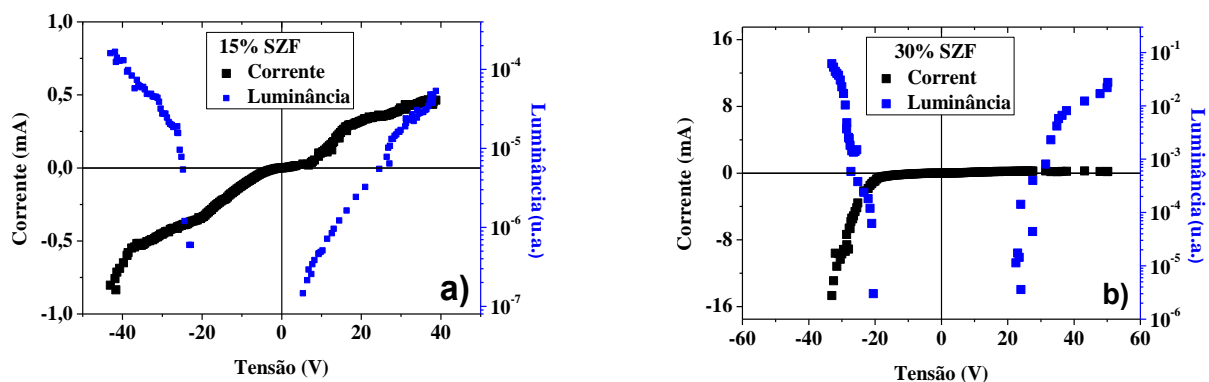 1,0
0,5
0,0
-0,5
-1,0
Corrente (mA)
15% SZF
Corrente
Luminância
10-4
10-5
10-6
10-7
Luminância(u.a.)
-40 -20 0 20 40
Tensão (V)
a)
16
8
0
-8
-16
Corrente (mA)
30% SZF
Corrent
Luminância
10-1
10-2
10-3
10-4
10-5
10-6
Luminância (u.a.)
-60 -40 -20 0 20 40 60
Tensão (V)
b)